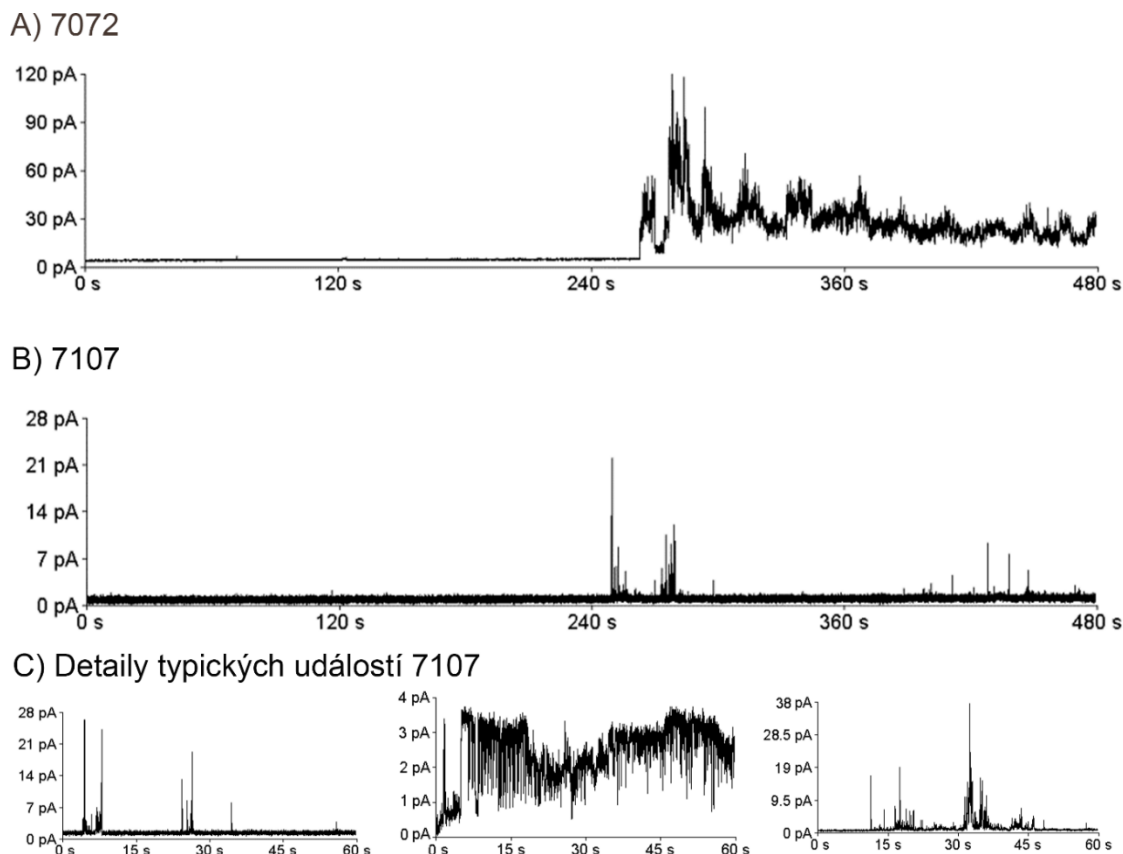 A) 7072
120 pA
90 pA
60 pA
30 pA
0 pA
0 s 120 s 240 s 360 s 480 s
B) 7107
28 pA
21 pA
14 pA
7 pA
0 pA
0 s 120 s 240 s 360 s 480 s
C) Detaily typických událostí 7107
28 pA
21 pA
14 pA
7 pA
0 pA
0 s 15 s 30 s 45 s 60 s
4 pA
3 pA
2 pA
1 pA
0 pA
0 s 15 s 30 s 45 s 60 s
38 pA
28.5 pA
19 pA
9.5 pA
0 pA
0 s 15 s 30 s 45 s 60 s